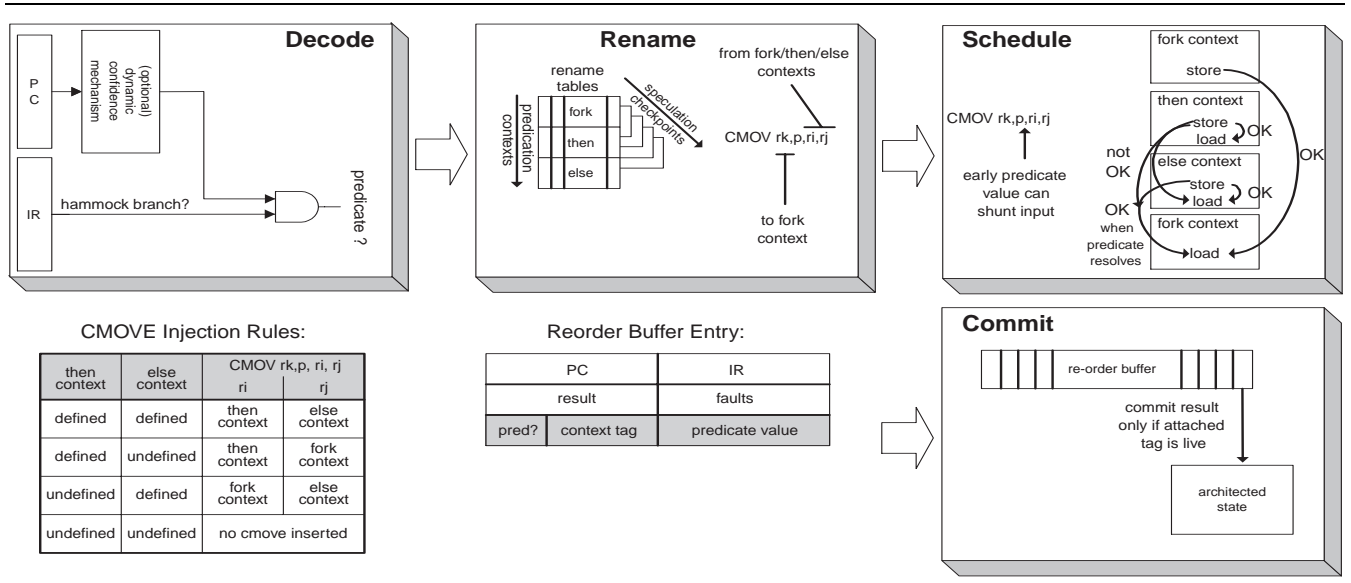 Decode
P
C
(optional)
dynamic
confidence
mechanism
IR
hammock branch?
predicate ?
Rename
rename
tables
predication
contexts
fork
then
else
speculation
checkpoints
from fork/then/else
contexts
CMOV rk,p,ri,rj
to fork
context
Schedule
CMOV rk,p,ri,rj
early predicate
value can
shunt input
fork context
store
then context
store
load
OK
not
OK
else context
store
load
OK
OK
OK
when
predicate
resolves
fork context
load
CMOVE Injection Rules:
then
context
else
context
CMOV rk,p, ri, rj
ri
rj
defined
defined
then
context
else
context
defined
undefined
then
context
fork
context
undefined
defined
fork
context
else
context
undefined
undefined
no cmove inserted
Reorder Buffer Entry:
PC
IR
result
faults
pred?
context tag
predicate value
Commit
re-order buffer
commit result
only if attached
tag is live
architected
state